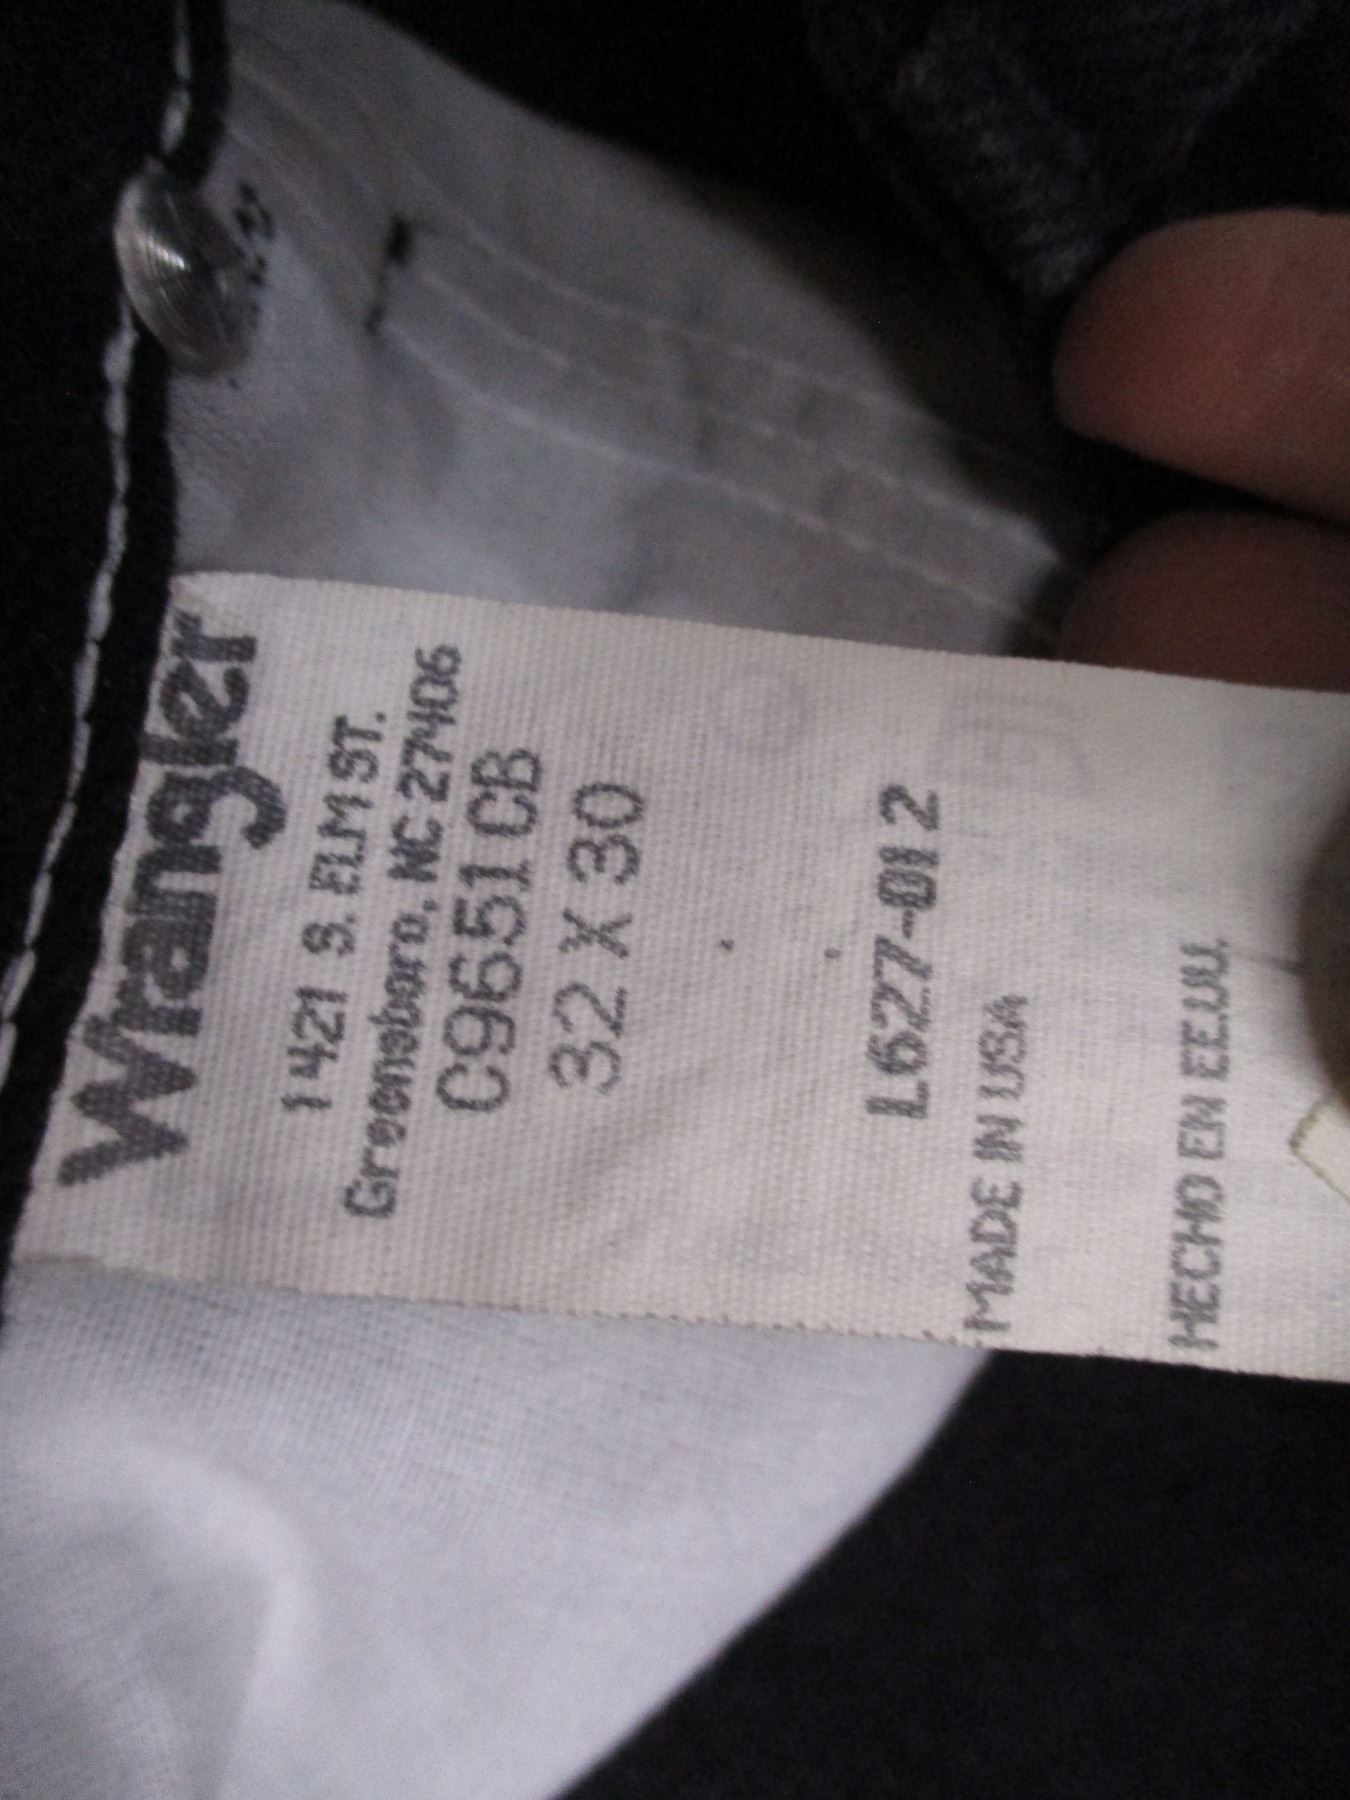 Wrangler
1421 S. ELM ST.
Greensboro, NC 27406
C9651CB
32 X 30
L627-012
MADE IN USA
HECHO EN EE.UU.